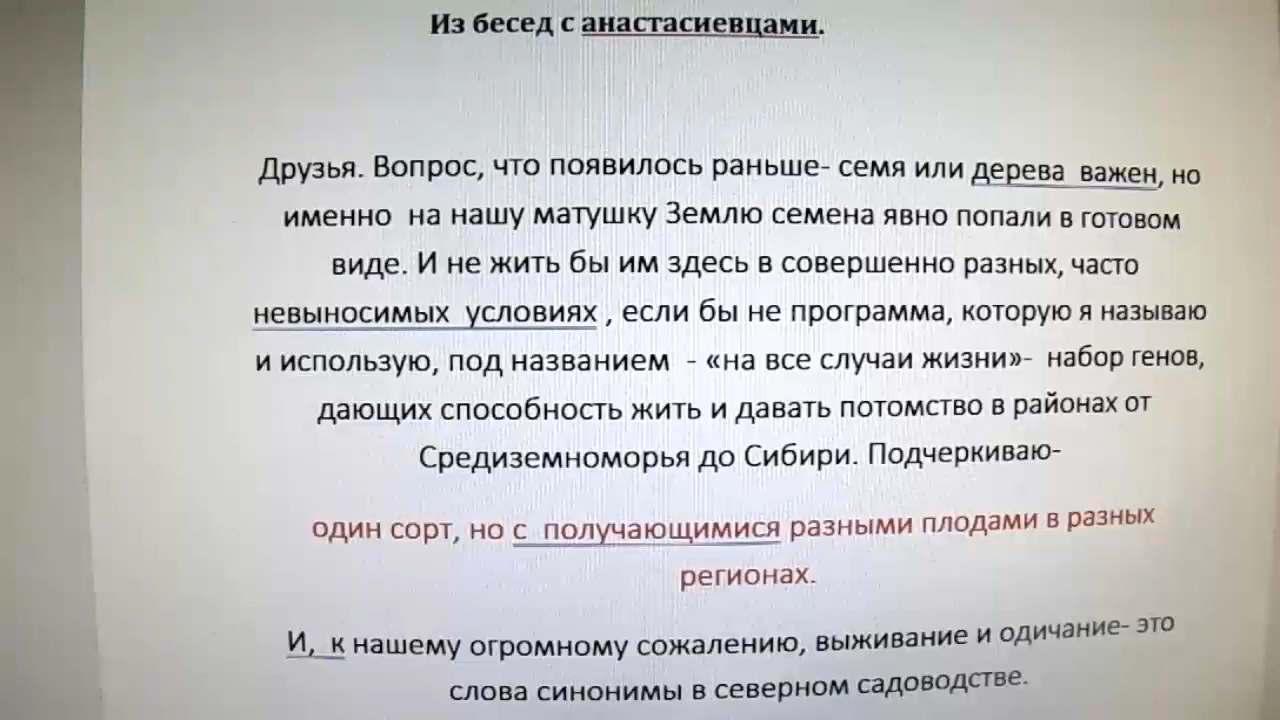 Из бесед с анастасиевцами.
Друзья. Вопрос, что появилось раньше- семя или дерева  важен, но
именно  на нашу матушку Землю семена явно попали в готовом
виде. И не жить бы им здесь в совершенно разных, часто
невыносимых  условиях , если бы не программа, которую я называю
и использую, под названием  - «на все случаи жизни»-  набор генов,
дающих способность жить и давать потомство в районах от
Средиземноморья до Сибири. Подчеркиваю-
один сорт, но с  получающимися разными плодами в разных
регионах.
И,  к нашему огромному сожалению, выживание и одичание- это
слова синонимы в северном садоводстве.